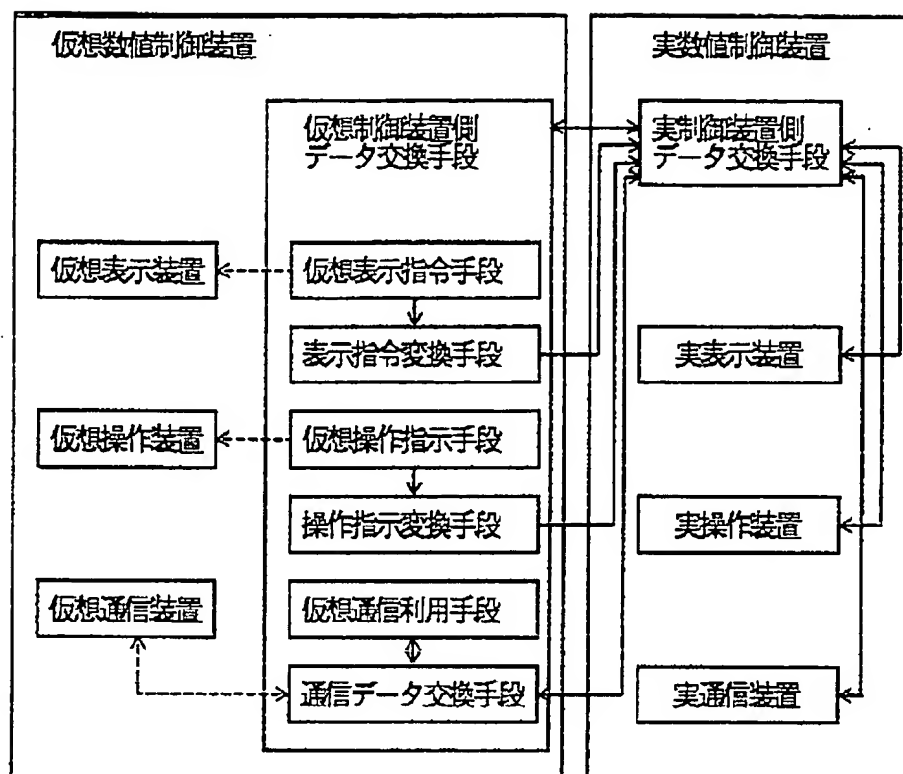 仮想数値制御装置
実数値制御装置
仮想制御装置側
データ交換手段
実制御装置側
データ交換手段
仮想表示装置
仮想表示指令手段
表示指令変換手段
実表示装置
仮想操作装置
仮想操作指示手段
操作指示変換手段
実操作装置
仮想通信装置
仮想通信利用手段
通信データ交換手段
実通信装置